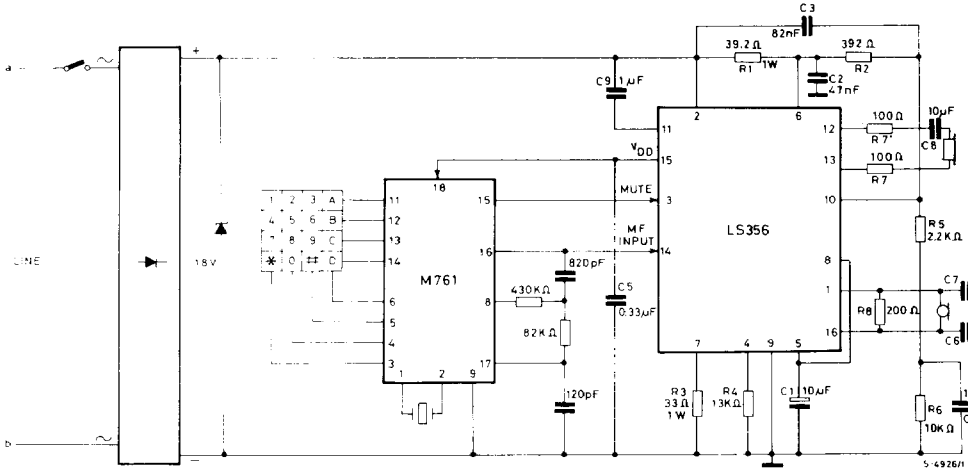 C3
82nF
39.2Ω
R1
1W
392Ω
R2
C2
47nF
+
a
~
C9
1µF
2
6
11
12
100Ω
R7'
10µF
C8
100Ω
R7
13
VDD
15
18
1 2 3 A
4 5 6 B
7 8 9 C
* 0 # D
11
12
13
14
6
5
4
3
15
MUTE
3
MF
INPUT
14
16
LS356
10
R5
2.2KΩ
8
LINE
18V
M761
820pF
430KΩ
8
82KΩ
C5
0.33µF
1
R8
200Ω
16
C7
C6
17
1
2
9
120pF
7
4
9
5
R3
33Ω
1W
R4
13KΩ
C1
10µF
R6
10KΩ
1
b
~
−
S-4926/1